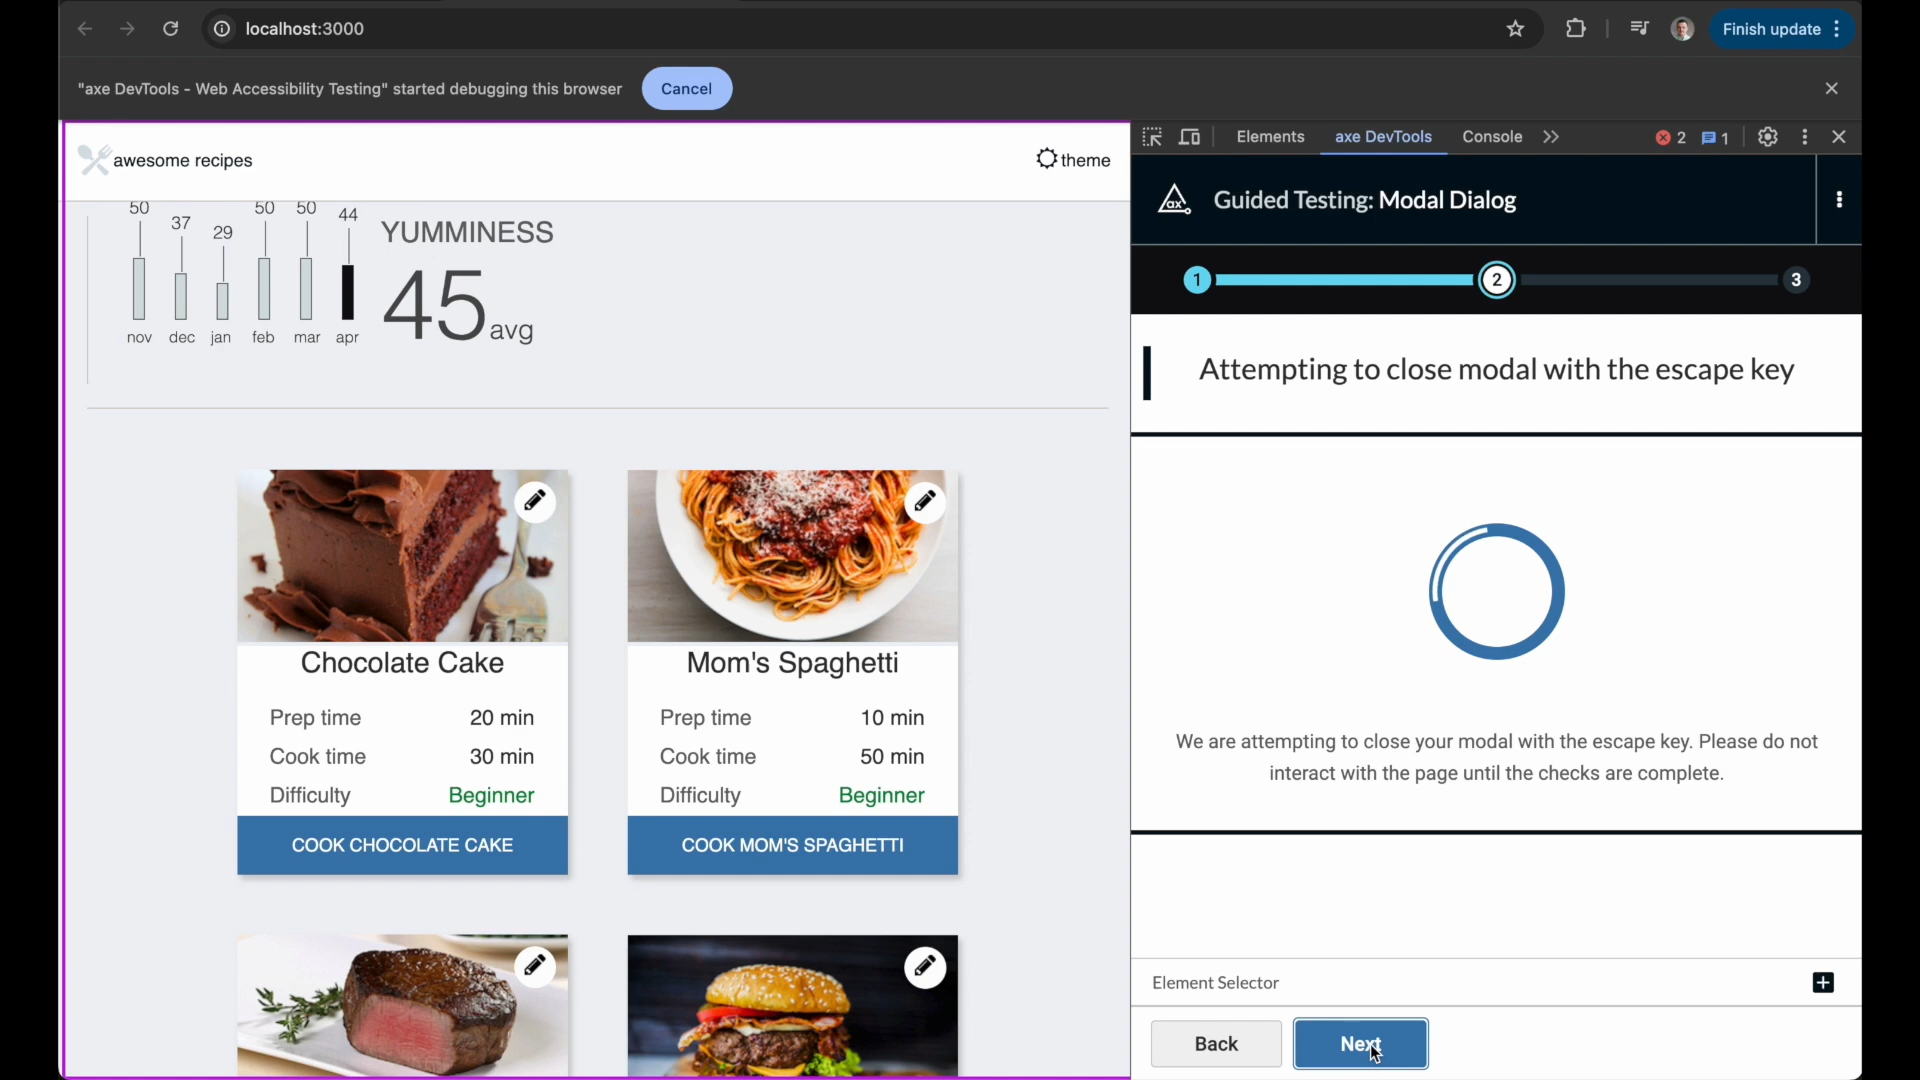 localhost:3000
Finish update
"axe DevTools - Web Accessibility Testing" started debugging this browser
Cancel
awesome recipes
theme
Elements
axe DevTools
Console
2
1
ax
Guided Testing: Modal Dialog
1
2
3
50
37
29
50
50
44
nov
dec
jan
feb
mar
apr
YUMMINESS
45 avg
Attempting to close modal with the escape key
We are attempting to close your modal with the escape key. Please do not
interact with the page until the checks are complete.
Chocolate Cake
Prep time 20 min
Cook time 30 min
Difficulty Beginner
COOK CHOCOLATE CAKE
Mom's Spaghetti
Prep time 10 min
Cook time 50 min
Difficulty Beginner
COOK MOM'S SPAGHETTI
Element Selector
Back
Next